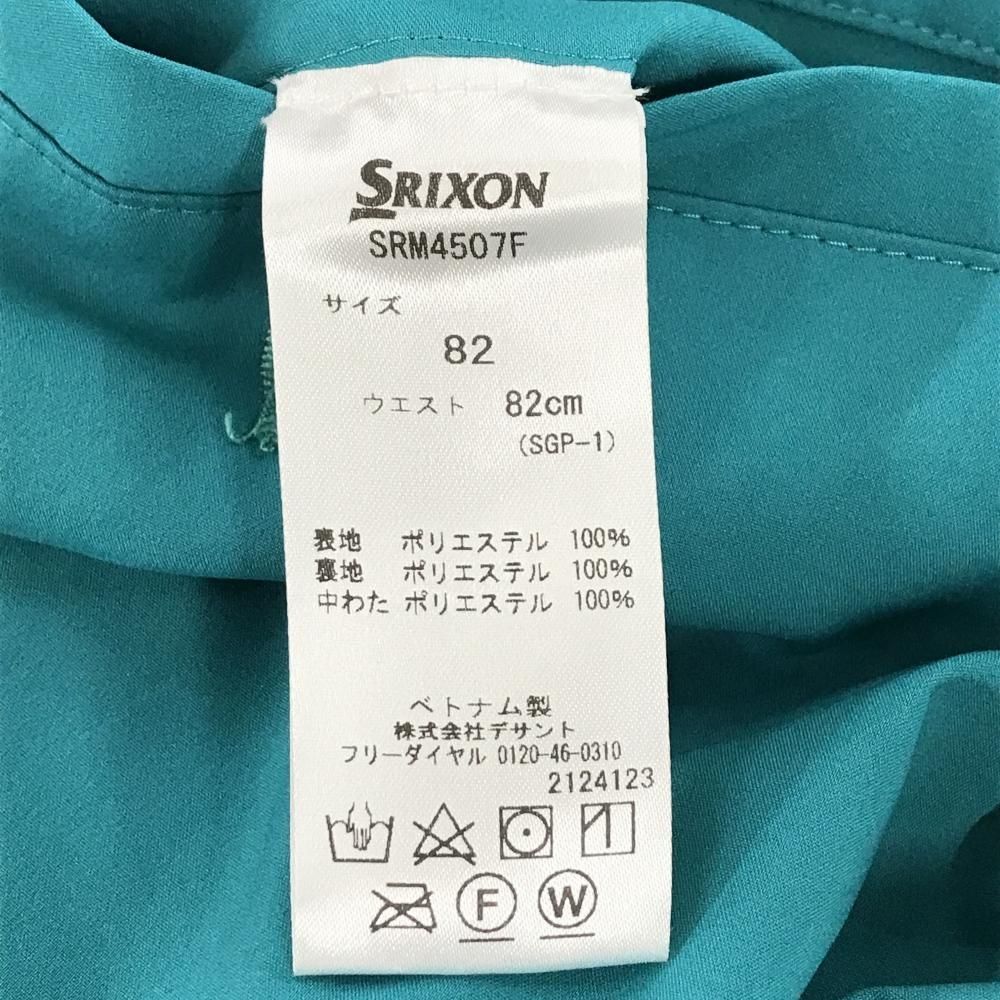 SRIXON
SRM4507F
サイズ
82
ウエスト 82cm
(SGP-1)
表地 ポリエステル 100%
裏地 ポリエステル 100%
中わた ポリエステル 100%
ベトナム製
株式会社デサント
フリーダイヤル 0120-46-0310
2124123
F W